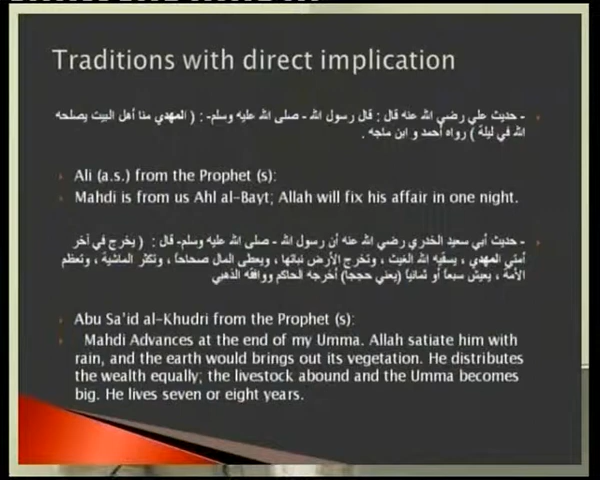 Traditions with direct implication
- حديث علي رضي الله عنه قال : قال رسول الله - صلى الله عليه وسلم- : ( المهدي منا أهل البيت يصلحه
الله في ليلة ) رواه أحمد و ابن ماجه .
Ali (a.s.) from the Prophet (s):
Mahdi is from us Ahl al-Bayt; Allah will fix his affair in one night.
- حديث أبي سعيد الخدري رضي الله عنه أن رسول الله - صلى الله عليه وسلم- قال : ( يخرج في آخر
أمتي المهدي ، يسقيه الله الغيث ، وتخرج الأرض نباتها ، ويعطى المال صحاحاً ، وتكثر الماشية ، وتعظم
الأمة ، يعيش سبعاً أو ثمانياً (يعني حججا) أخرجه الحاكم ووافقه الذهبي
Abu Sa'id al-Khudri from the Prophet (s):
Mahdi Advances at the end of my Umma. Allah satiate him with
rain, and the earth would brings out its vegetation. He distributes
the wealth equally; the livestock abound and the Umma becomes
big. He lives seven or eight years.